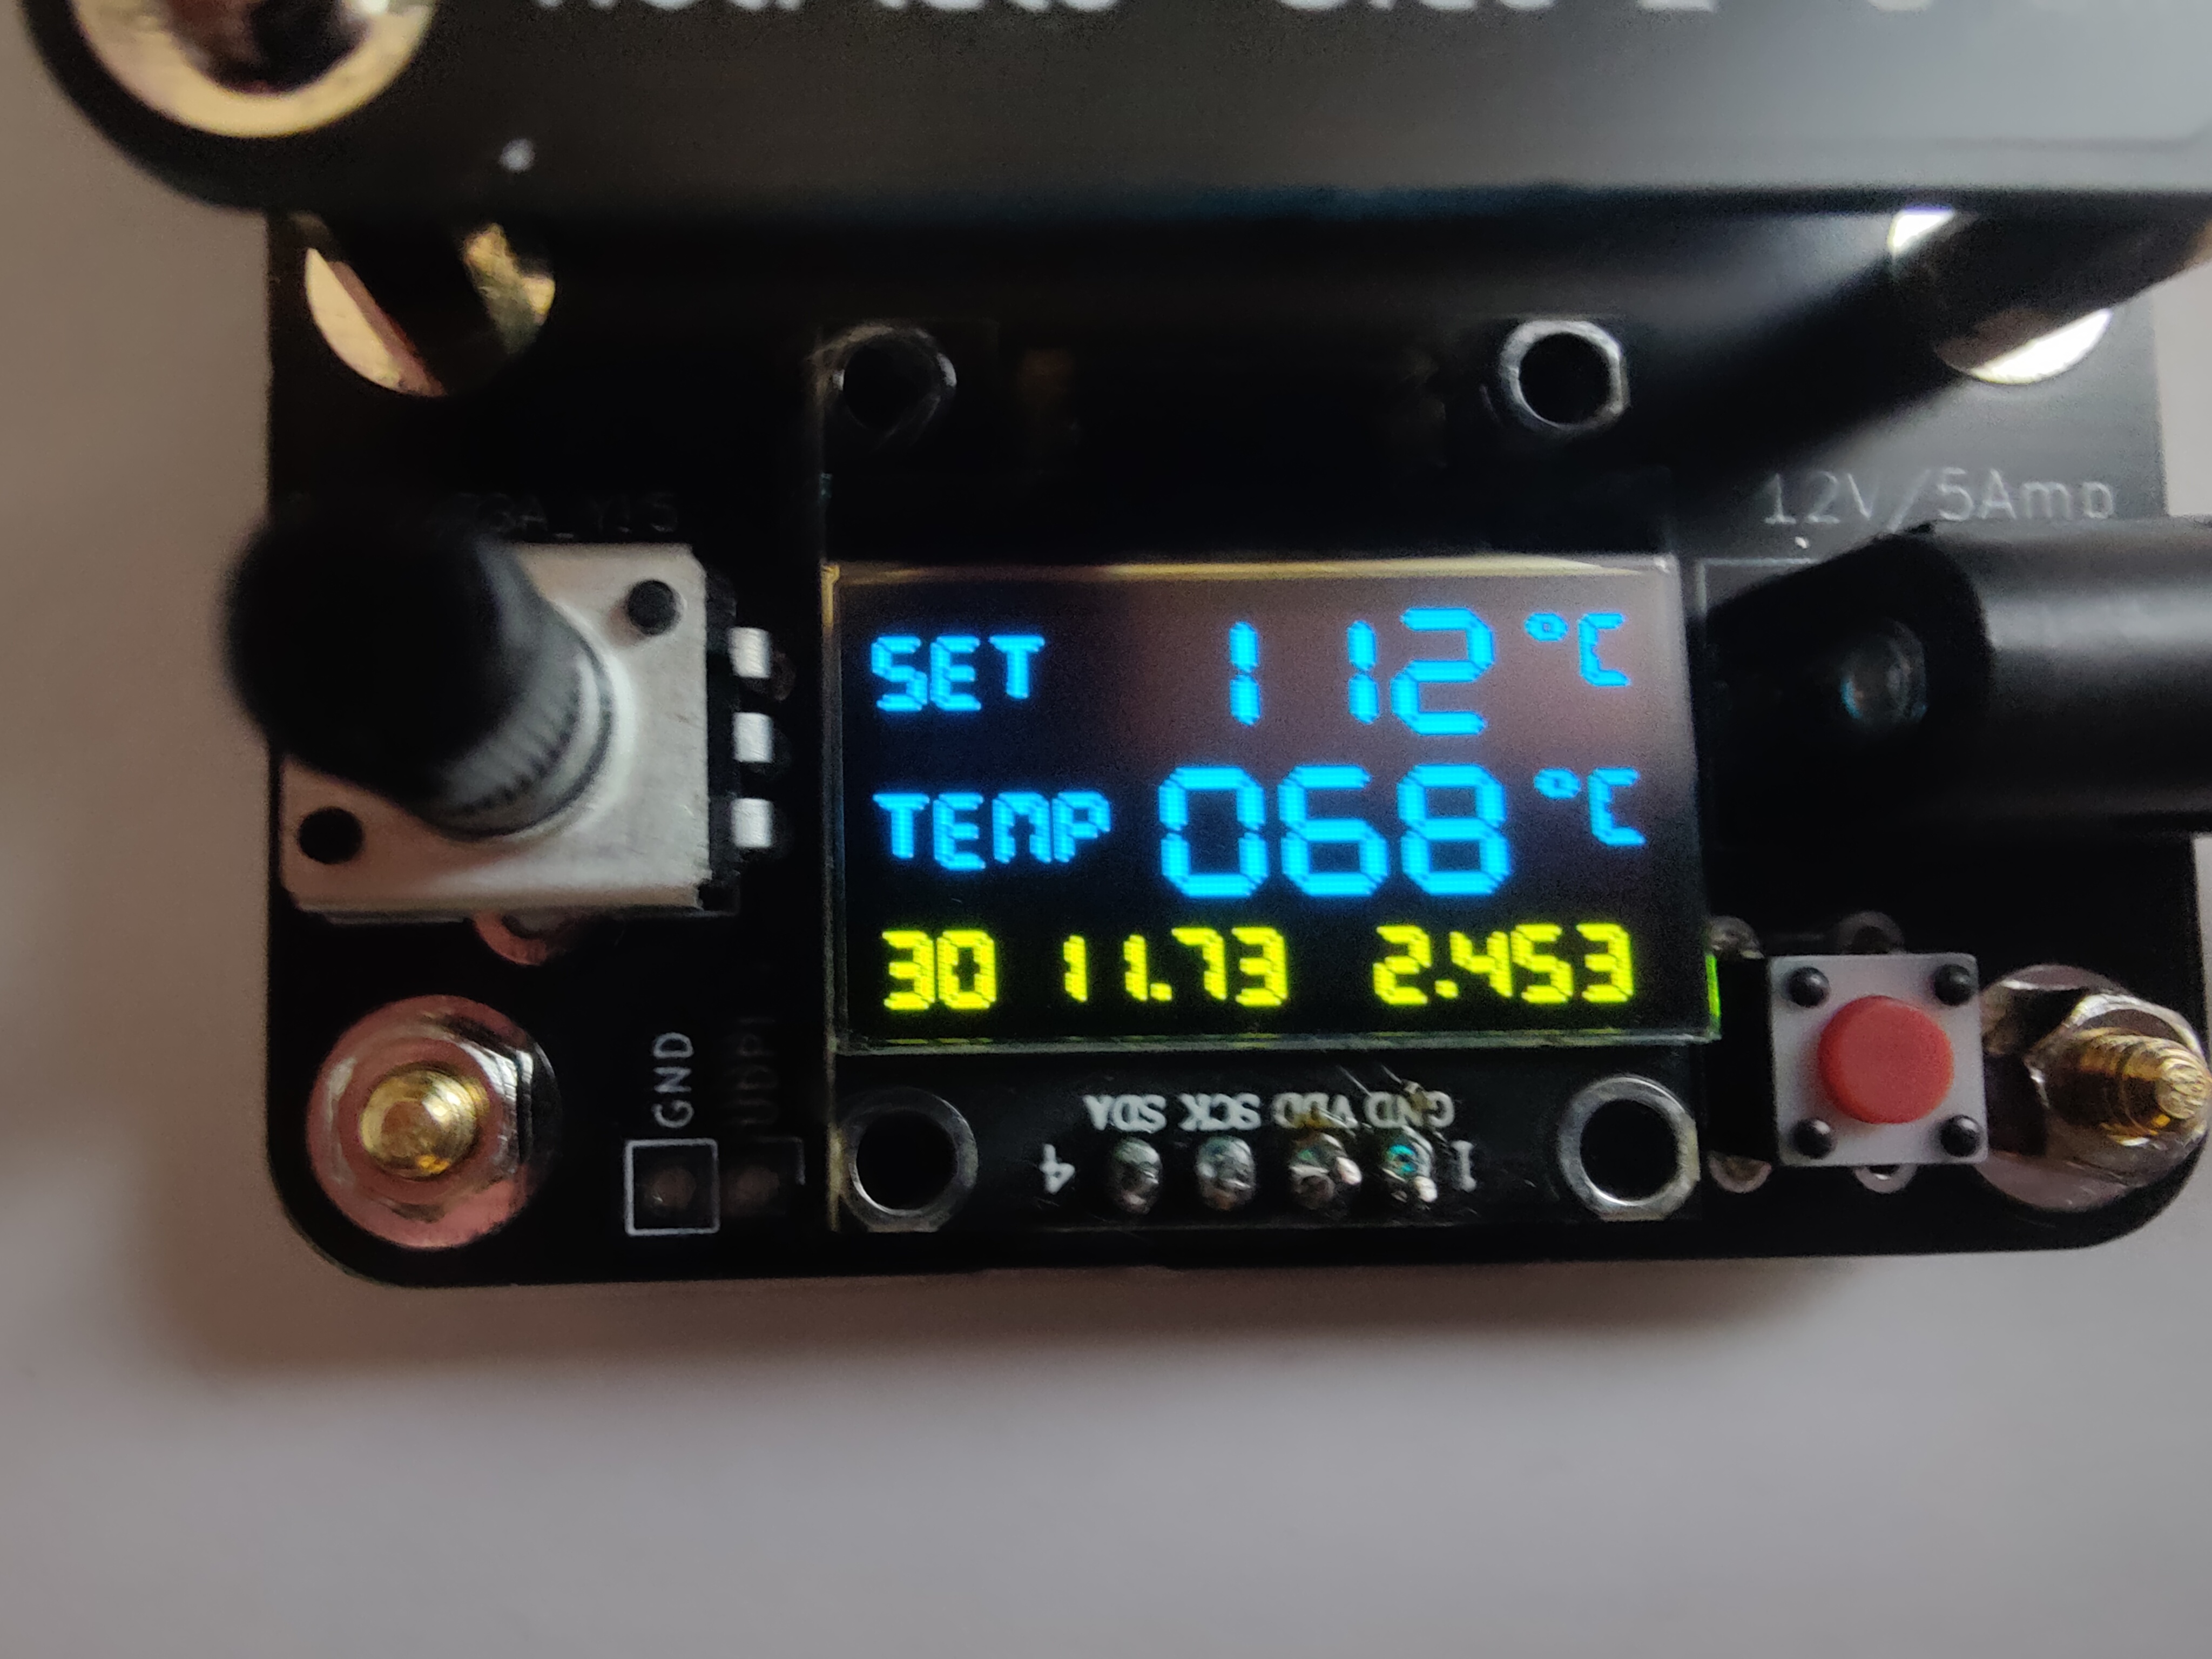 12V/5Amp
SET 112 °C
TEMP 068 °C
30 11.73 2.453
GND
SDA SCK VDD GND
4 1